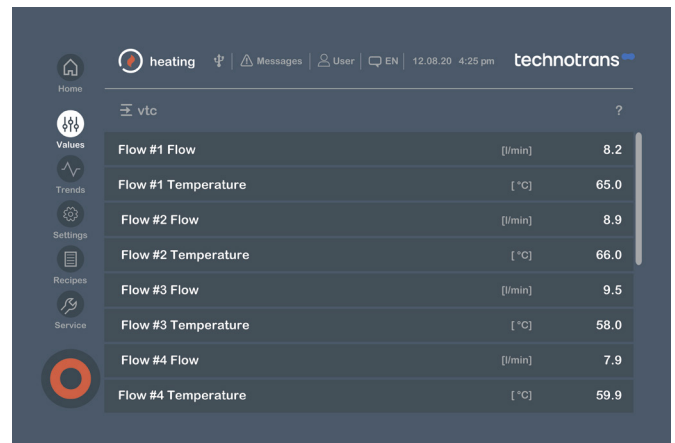 heating Messages User EN 12.08.20 4:25 pm technotrans
Home
vtc ?
Values
Flow #1 Flow [l/min] 8.2
Flow #1 Temperature [°C] 65.0
Trends
Flow #2 Flow [l/min] 8.9
Settings
Flow #2 Temperature [°C] 66.0
Recipes
Flow #3 Flow [l/min] 9.5
Service
Flow #3 Temperature [°C] 58.0
Flow #4 Flow [l/min] 7.9
Flow #4 Temperature [°C] 59.9